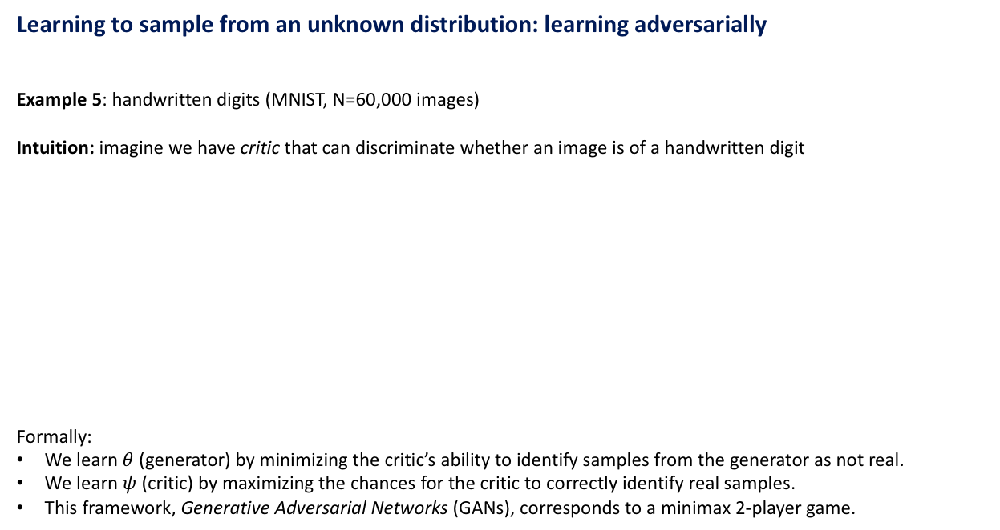 Learning to sample from an unknown distribution: learning adversarially
Example 5: handwritten digits (MNIST, N=60,000 images)
Intuition: imagine we have critic that can discriminate whether an image is of a handwritten digit
Formally:
• We learn θ (generator) by minimizing the critic's ability to identify samples from the generator as not real.
• We learn ψ (critic) by maximizing the chances for the critic to correctly identify real samples.
• This framework, Generative Adversarial Networks (GANs), corresponds to a minimax 2-player game.